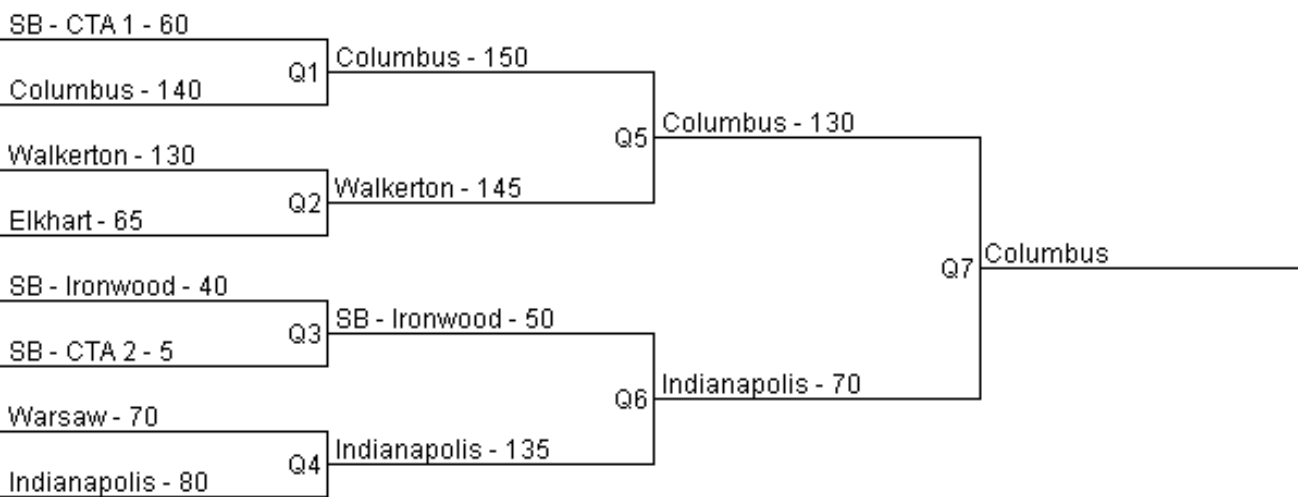 SB - CTA 1 - 60
Columbus - 140
Q1
Columbus - 150
Walkerton - 130
Elkhart - 65
Q2
Walkerton - 145
Q5
Columbus - 130
SB - Ironwood - 40
SB - CTA 2 - 5
Q3
SB - Ironwood - 50
Warsaw - 70
Indianapolis - 80
Q4
Indianapolis - 135
Q6
Indianapolis - 70
Q7
Columbus